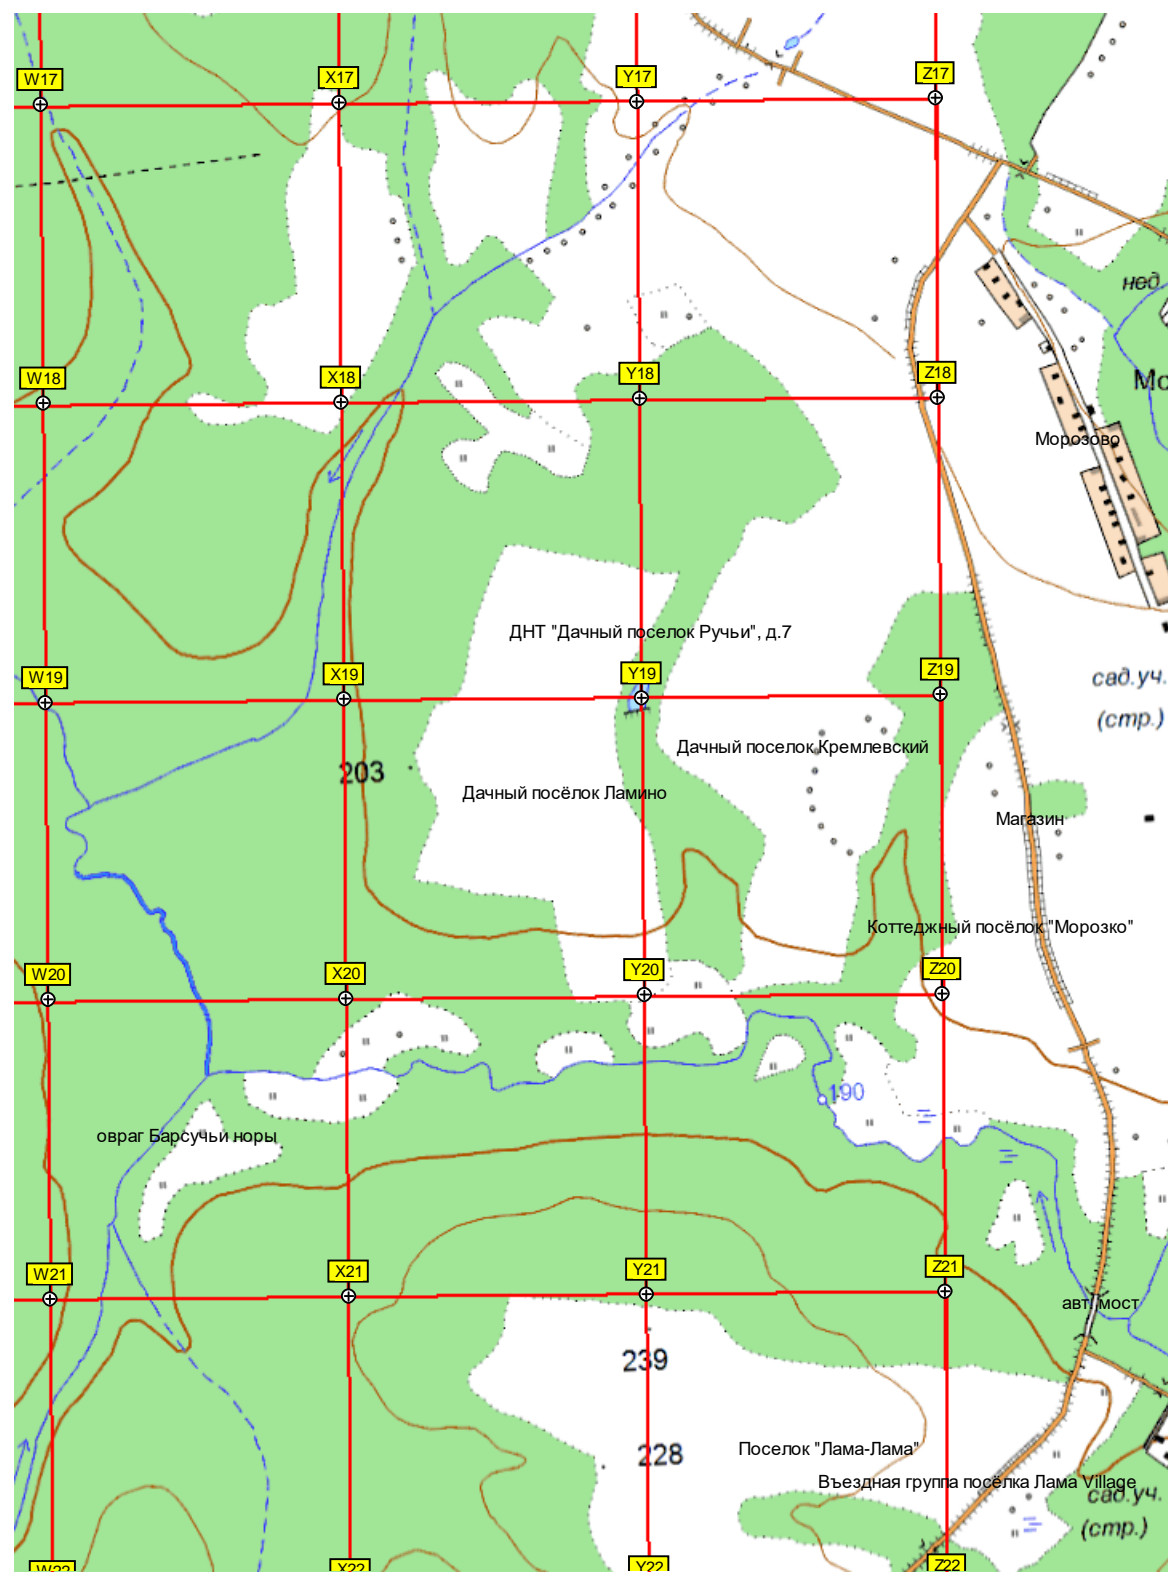 W17
X17
Y17
Z17
нед.
W18
X18
Y18
Z18
Мо
Морозово
ДНТ "Дачный поселок Ручьи", д.7
W19
X19
Y19
Z19
сад.уч.
(стр.)
Дачный поселок Кремлевский
203
Дачный посёлок Ламино
Магазин
Коттеджный посёлок "Морозко"
W20
X20
Y20
Z20
190
овраг Барсучьи норы
W21
X21
Y21
Z21
авт. мост
239
228
Поселок "Лама-Лама"
Въездная группа посёлка Лама Village
сад.уч.
(стр.)
W22
X22
Y22
Z22